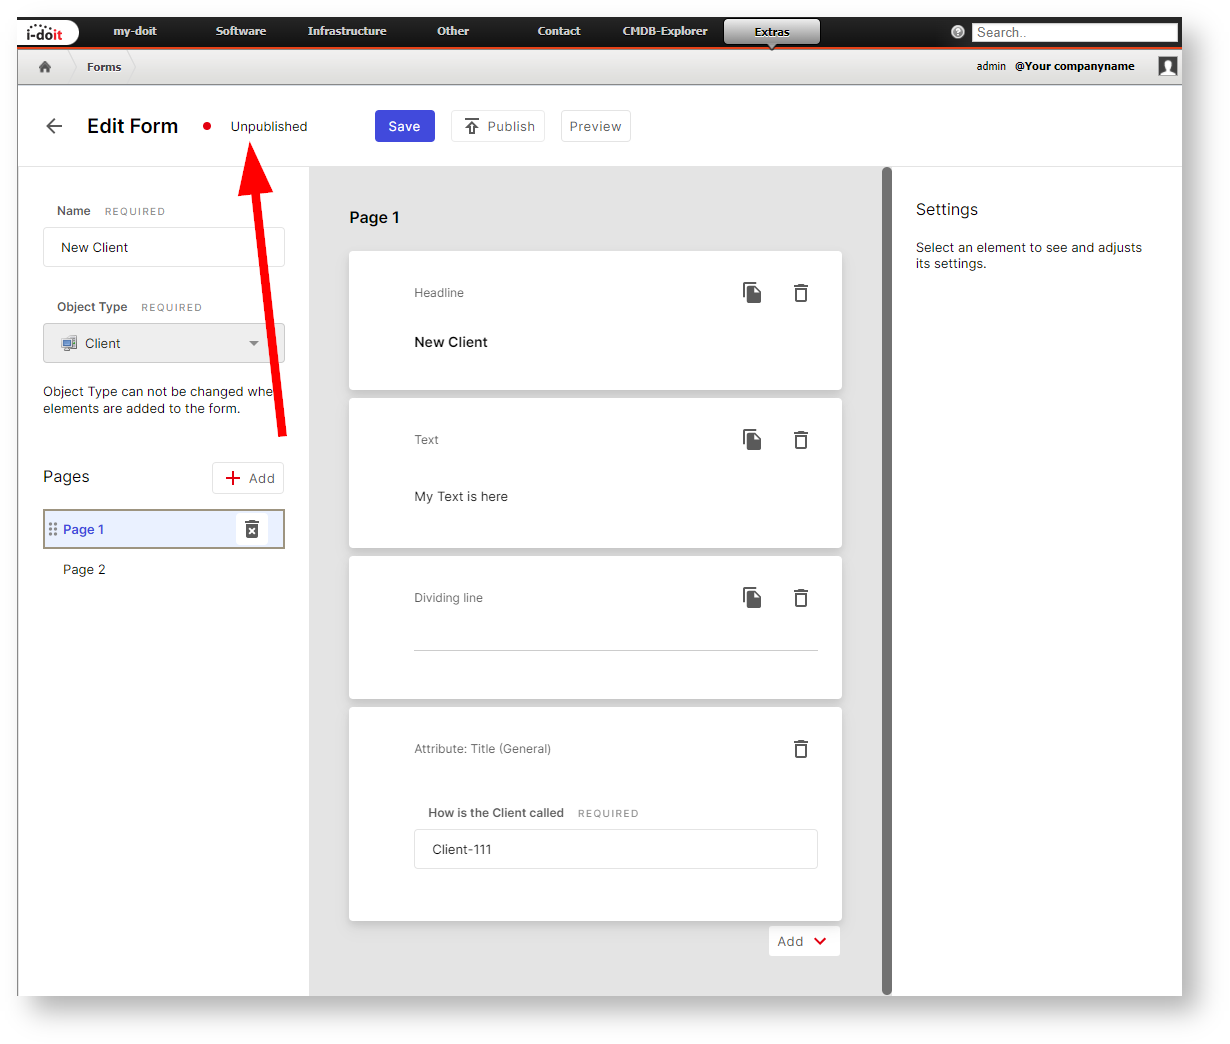 i-doit
my-doit Software Infrastructure Other Contact CMDB-Explorer Extras ? Search..
Forms admin @Your companyname
Edit Form Unpublished Save Publish Preview
Name REQUIRED
New Client
Object Type REQUIRED
Client
Object Type can not be changed whe
elements are added to the form.
Pages Add
Page 1
Page 2
Page 1
Headline
New Client
Text
My Text is here
Dividing line
Attribute: Title (General)
How is the Client called REQUIRED
Client-111
Add
Settings
Select an element to see and adjusts
its settings.